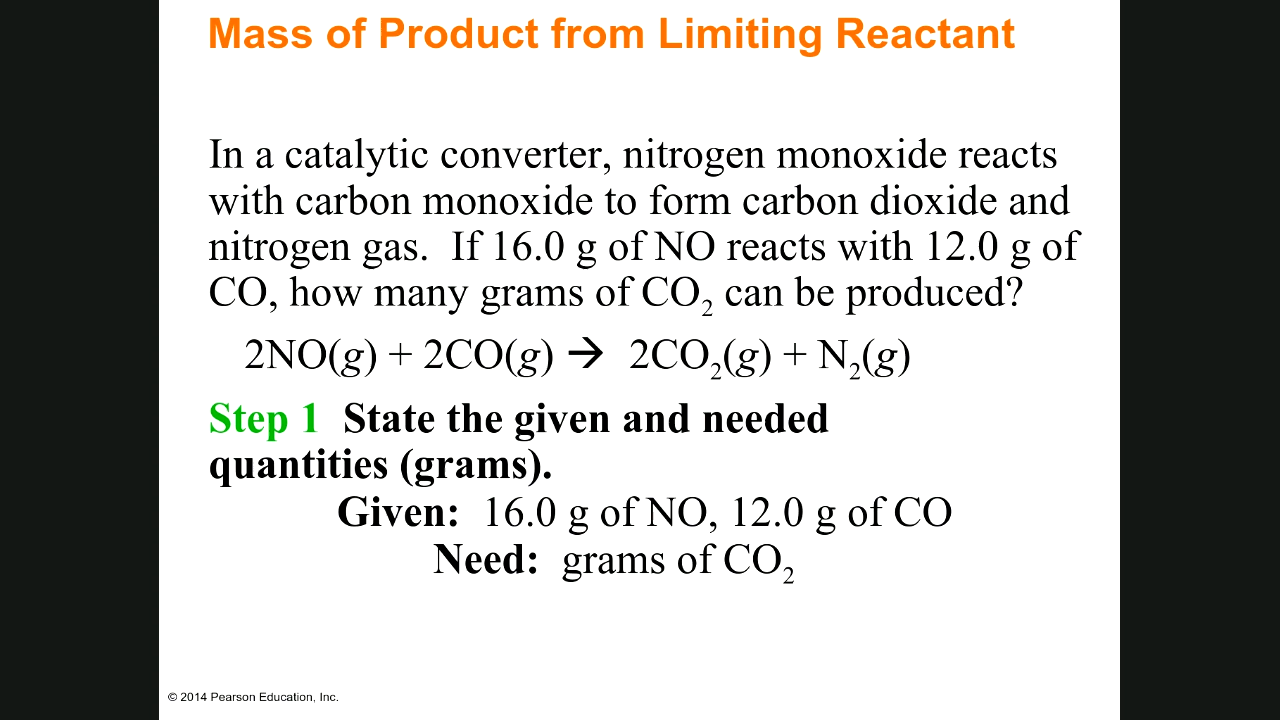 Mass of Product from Limiting Reactant
In a catalytic converter, nitrogen monoxide reacts
with carbon monoxide to form carbon dioxide and
nitrogen gas.  If 16.0 g of NO reacts with 12.0 g of
CO, how many grams of CO₂ can be produced?
2NO(g) + 2CO(g) →  2CO₂(g) + N₂(g)
Step 1  State the given and needed
quantities (grams).
Given:  16.0 g of NO, 12.0 g of CO
Need:  grams of CO₂
© 2014 Pearson Education, Inc.